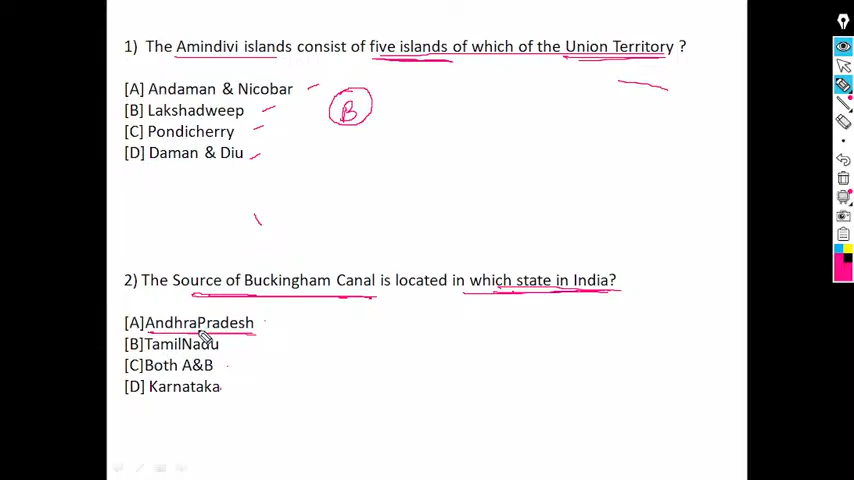 1) The Amindivi islands consist of five islands of which of the Union Territory ?
[A] Andaman & Nicobar
[B] Lakshadweep
B
[C] Pondicherry
[D] Daman & Diu
2) The Source of Buckingham Canal is located in which state in India?
[A]AndhraPradesh
[B]TamilNadu
[C]Both A&B
[D] Karnataka